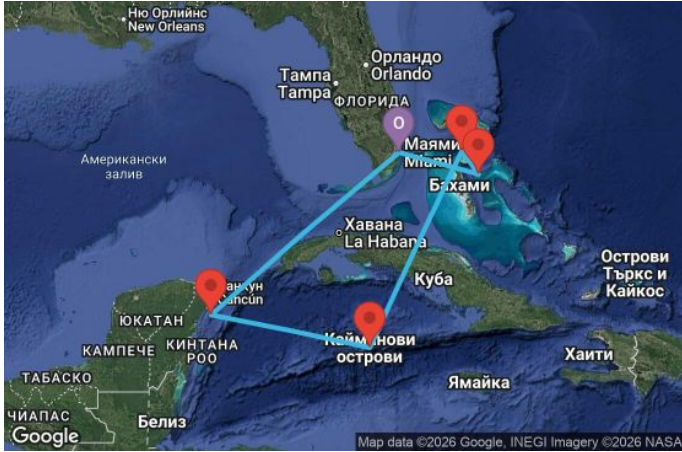 Ню Орлийнс
New Orleans
Орландо
Orlando
Тампа
Tampa
ФЛОРИДА
O
Маями
Miami
Американски
залив
Бахами
Хавана
La Habana
Острови
Търкс и
Кайкос
Куба
Cancún
ЮКАТАН
КАМПЕЧЕ
КИНТАНА
РОО
Кайманови
острови
Хаити
ТАБАСКО
Ямайка
ЧИАПАС
Белиз
Google
Map data ©2026 Google, INEGI Imagery ©2026 NASA